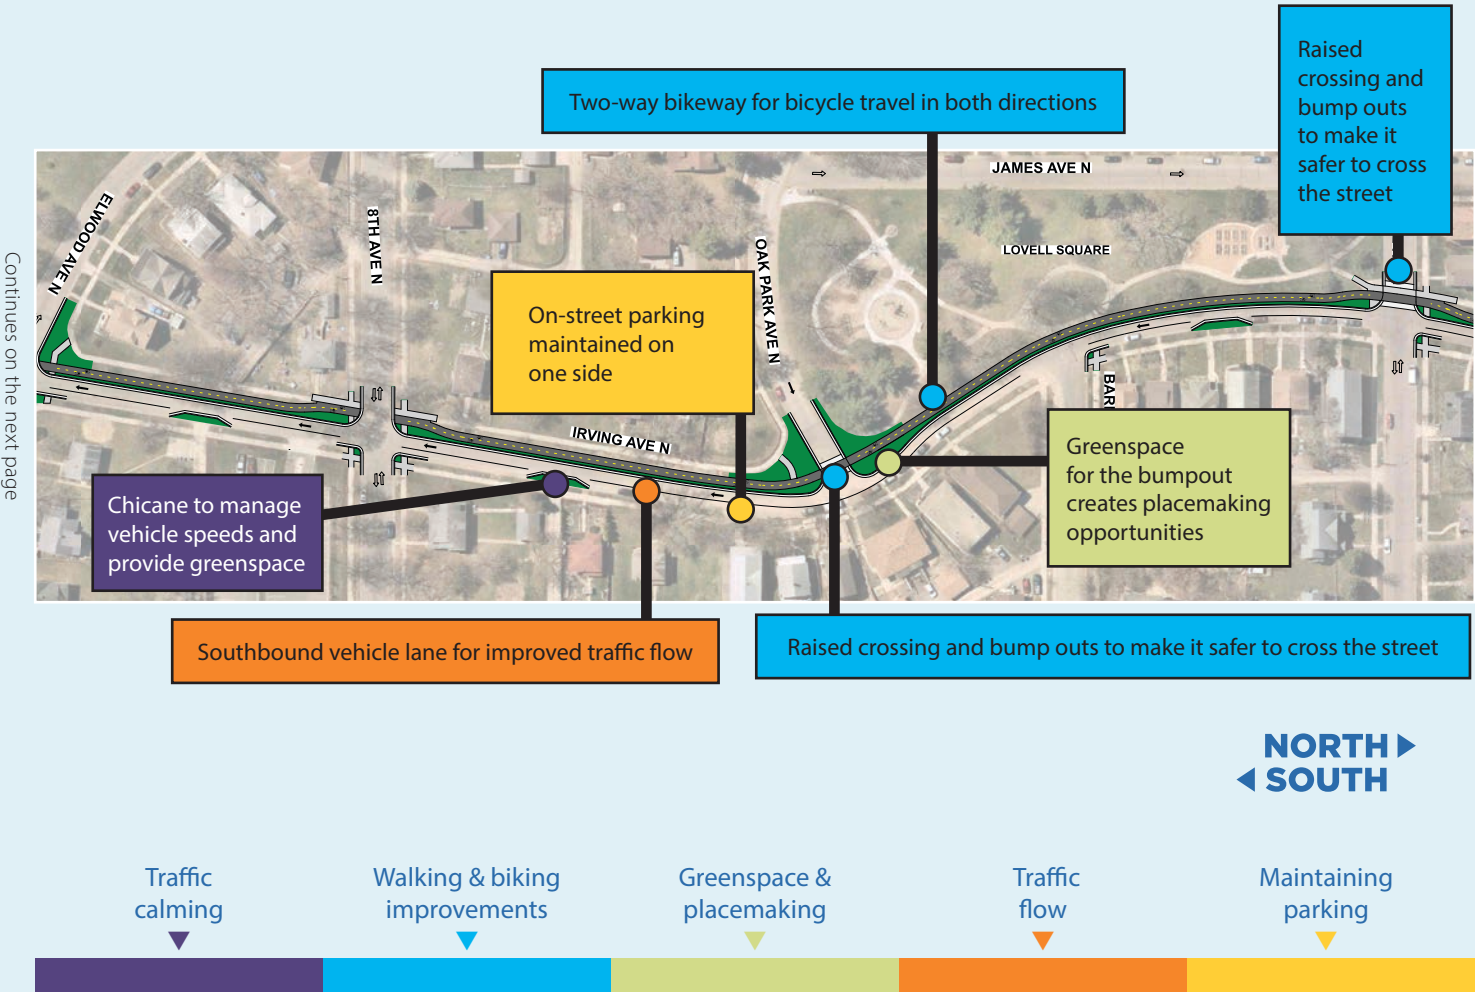 Raised
crossing and
bump outs
to make it
safer to cross
the street
Two-way bikeway for bicycle travel in both directions
JAMES AVE N
ELWOOD AVE N
8TH AVE N
OAK PARK AVE N
LOVELL SQUARE
On-street parking
maintained on
one side
Continues on the next page
IRVING AVE N
Greenspace
for the bumpout
creates placemaking
opportunities
Chicane to manage
vehicle speeds and
provide greenspace
Southbound vehicle lane for improved traffic flow
Raised crossing and bump outs to make it safer to cross the street
NORTH
SOUTH
Traffic
calming
Walking & biking
improvements
Greenspace &
placemaking
Traffic
flow
Maintaining
parking